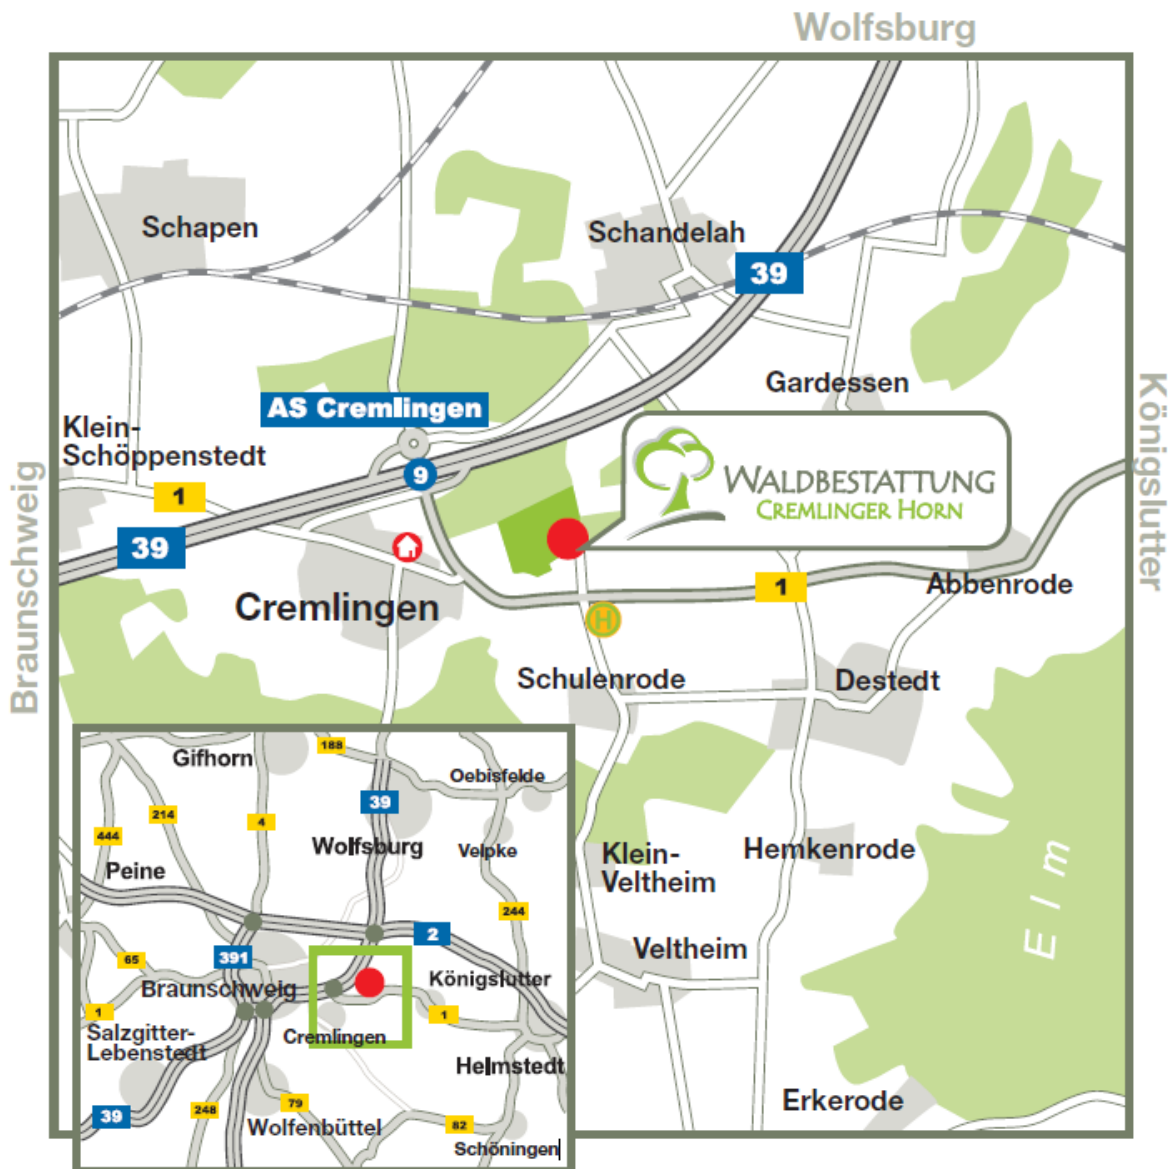 Wolfsburg
Schapen
Schandelah
39
Gardessen
AS Cremlingen
Klein-
Schöppenstedt
Königslutter
9
1
WALDBESTATTUNG
CREMLINGER HORN
Braunschweig
39
1
Abbenrode
Cremlingen
H
Schulenrode
Destedt
Klein-
Veltheim
Hemkenrode
Elm
Veltheim
Erkerode
188
Gifhorn
Oebisfelde
39
214
4
444
Wolfsburg
Velpke
Peine
244
2
391
65
Braunschweig
Königslutter
1
1
Salzgitter-
Lebenstedt
Cremlingen
Helmstedt
39
248
79
Wolfenbüttel
82
Schöningen